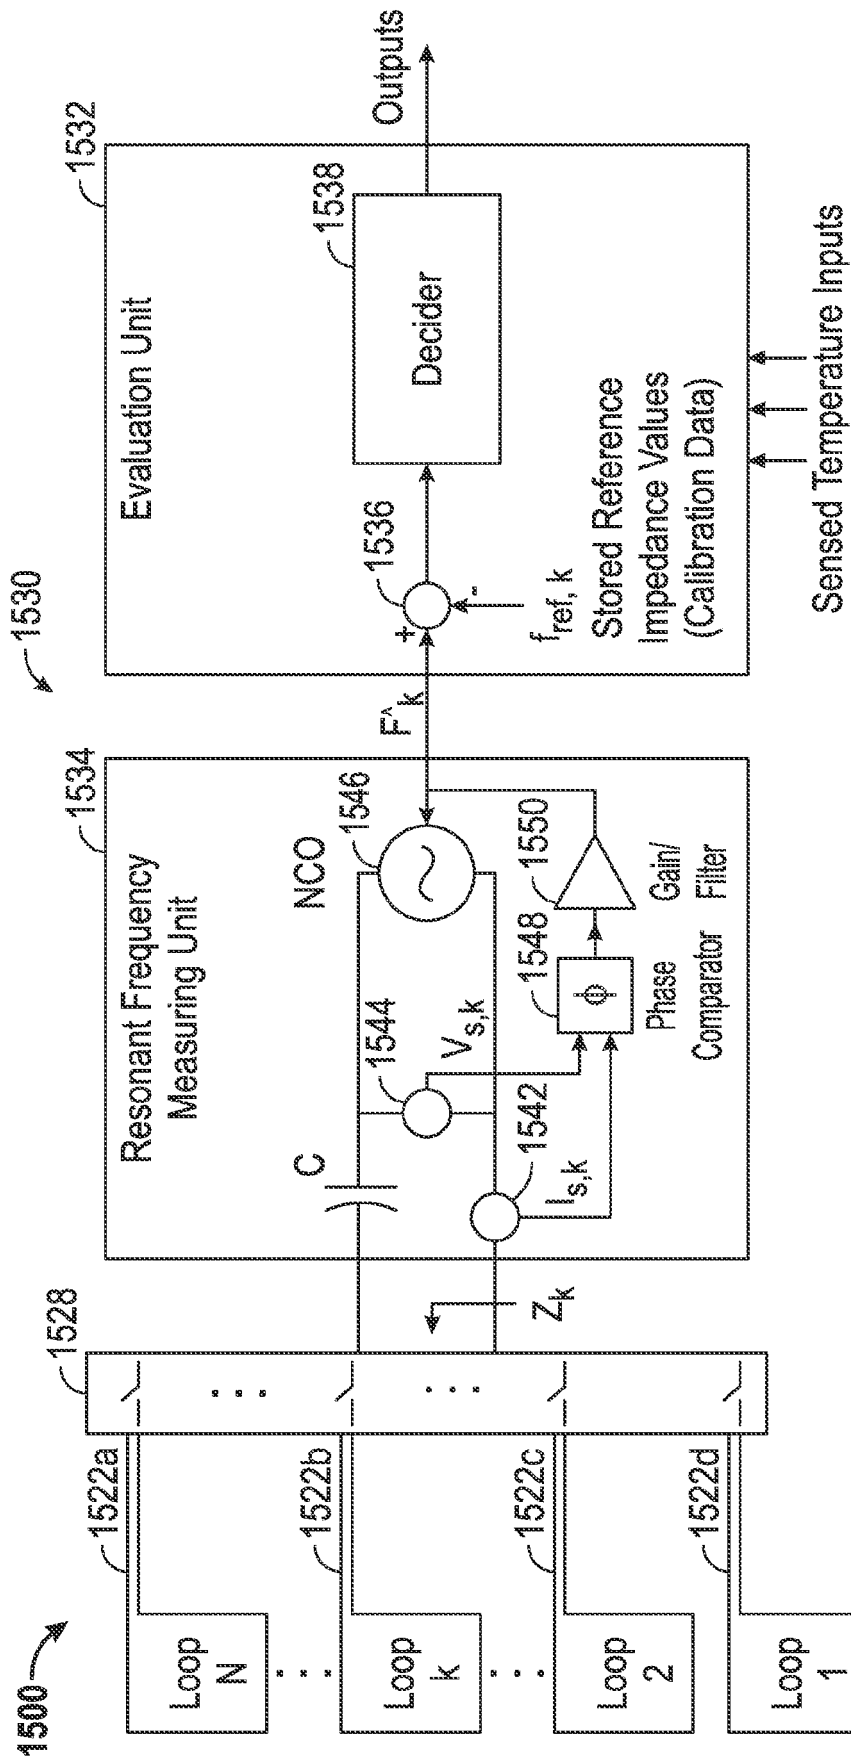 1500
1530
Loop N
Loop k
Loop 2
Loop 1
1522a
1522b
1522c
1522d
1528
Z_k
1534
Resonant Frequency
Measuring Unit
C
NCO
1546
1544
V_s,k
1542
I_s,k
1548
Phase
Comparator
1550
Gain/
Filter
F^k
1532
Evaluation Unit
1536
+
-
f_ref, k
Stored Reference
Impedance Values
(Calibration Data)
1538
Decider
Outputs
Sensed Temperature Inputs
ϕ